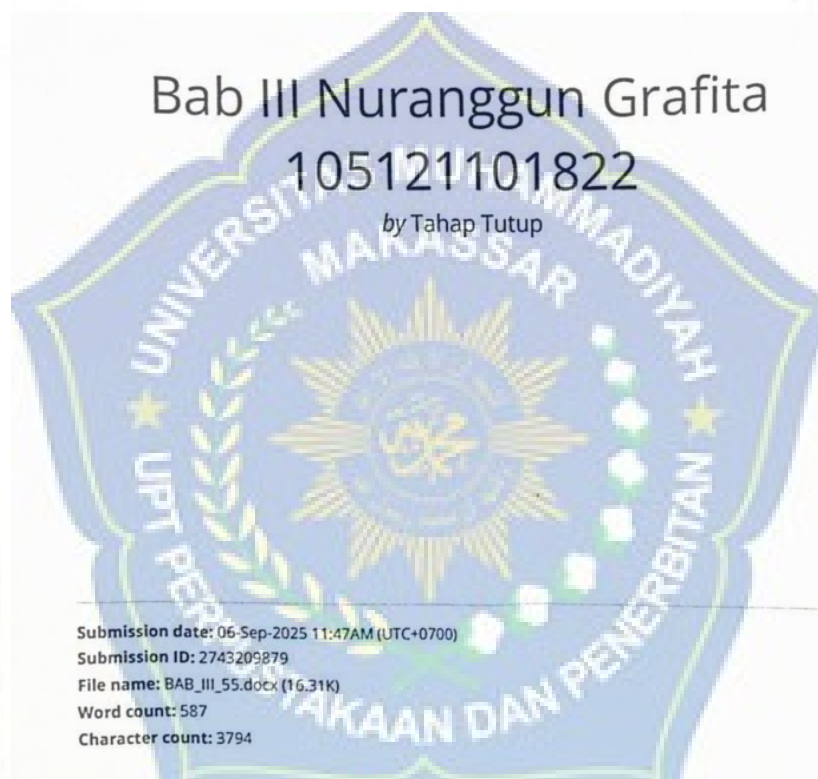 Bab III Nuranggun Grafita
105121101822
by Tahap Tutup
UNIVERSITAS MUHAMMADIYAH
MAKASSAR
UPT PERPUSTAKAAN DAN PENERBITAN
Submission date: 06-Sep-2025 11:47AM (UTC+0700)
Submission ID: 2743209879
File name: BAB_III_55.docx (16.31K)
Word count: 587
Character count: 3794